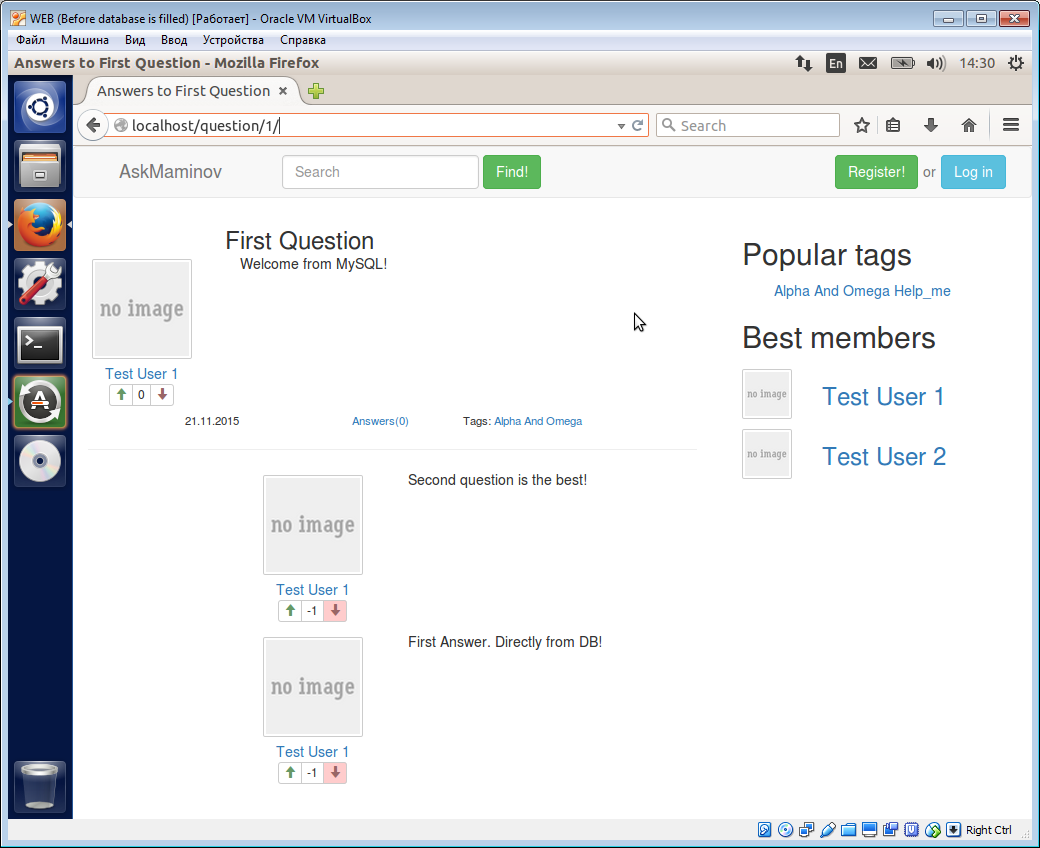 WEB (Before database is filled) [Работает] - Oracle VM VirtualBox
Файл Машина Вид Ввод Устройства Справка
Answers to First Question - Mozilla Firefox En 14:30
Answers to First Question
localhost/question/1/ Search
AskMaminov Search Find! Register! or Log in
First Question
Welcome from MySQL!
no image
Test User 1
0
21.11.2015 Answers(0) Tags: Alpha And Omega
Second question is the best!
no image
Test User 1
-1
First Answer. Directly from DB!
no image
Test User 1
-1
Popular tags
Alpha And Omega Help_me
Best members
no image Test User 1
no image Test User 2
Right Ctrl